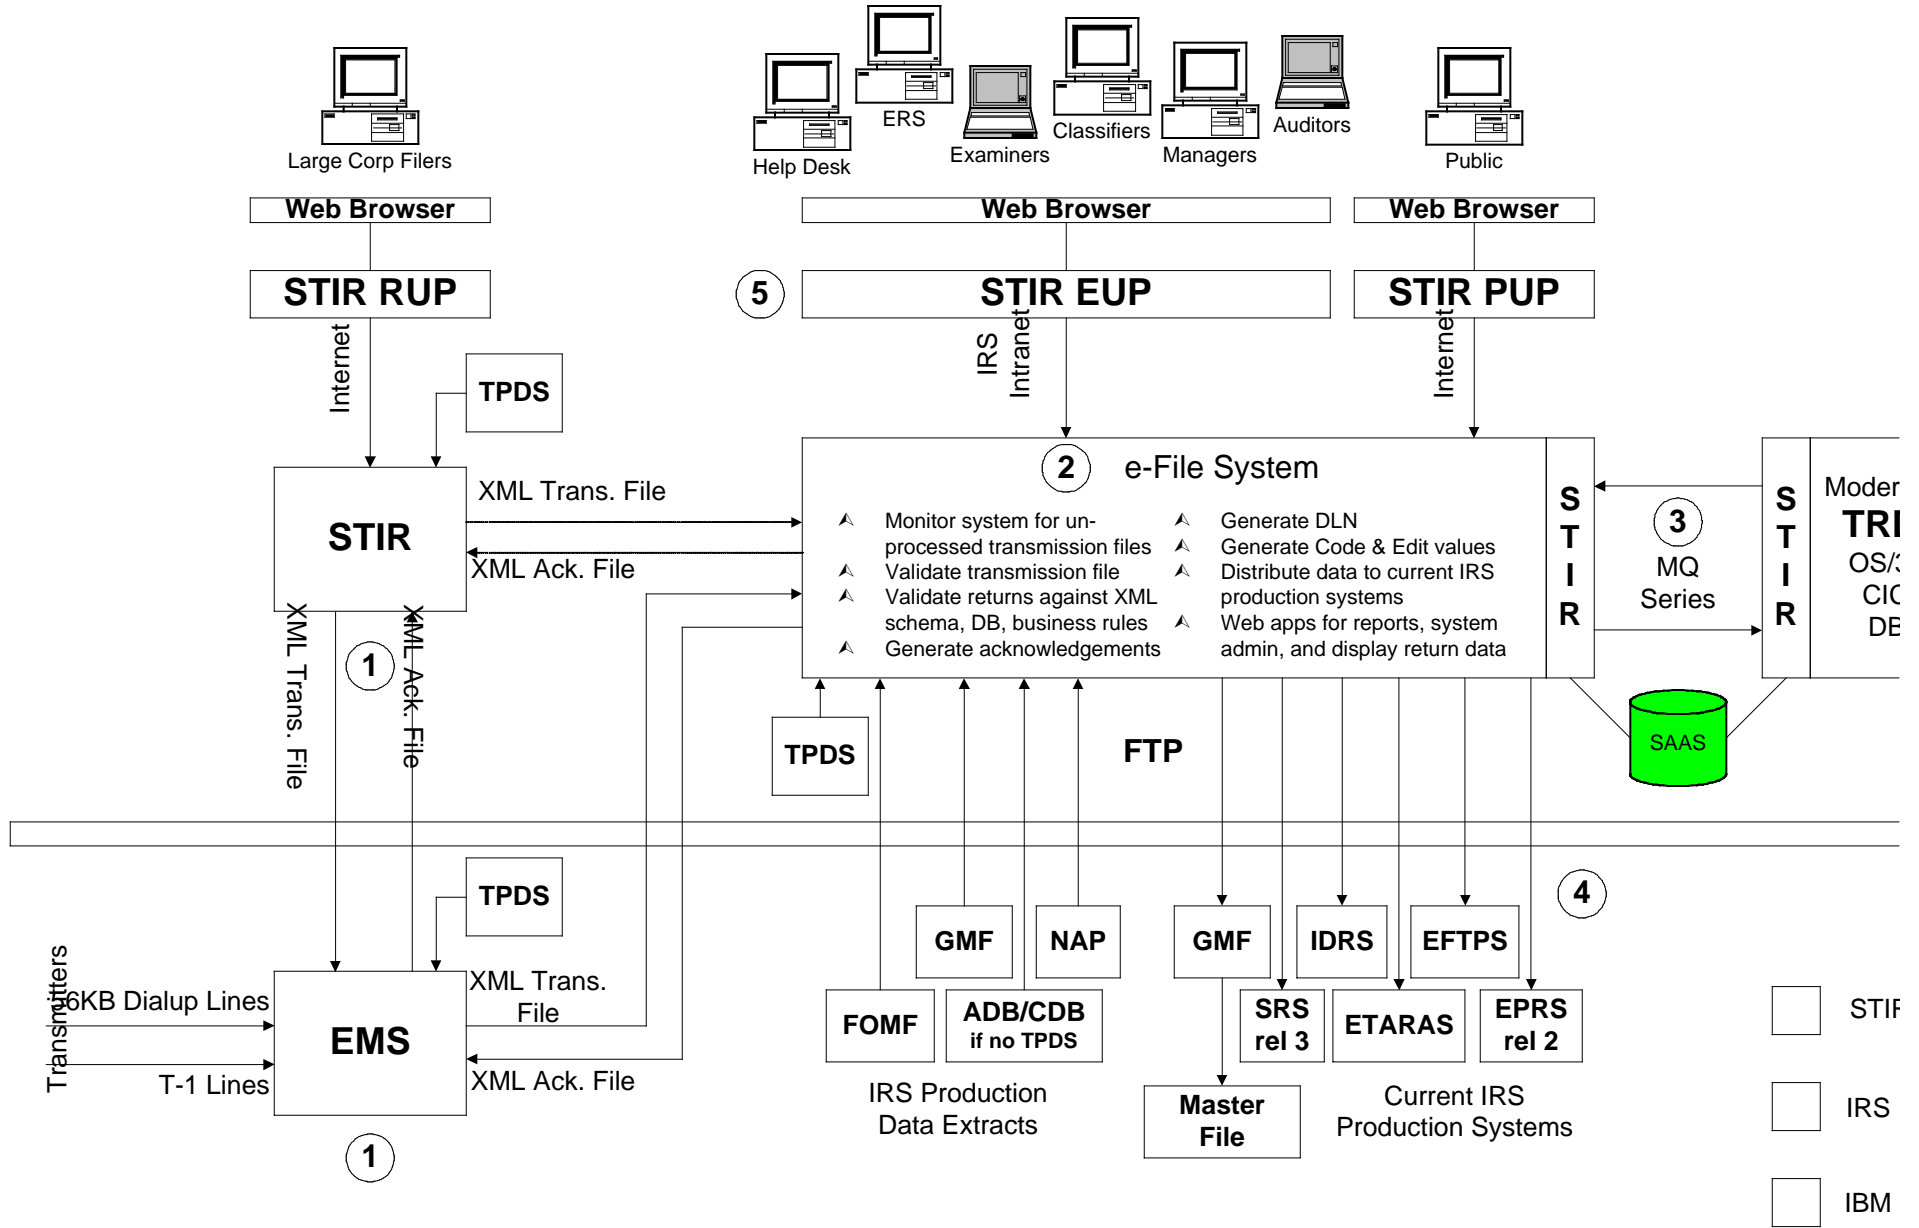 ERS
Classifiers
Auditors
Large Corp Filers
Help Desk
Examiners
Managers
Public
Web Browser
Web Browser
Web Browser
STIR RUP
5
STIR EUP
STIR PUP
Internet
IRS
Intranet
Internet
TPDS
STIR
XML Trans. File
XML Ack. File
2
e-File System
Monitor system for un-
processed transmission files
Validate transmission file
Validate returns against XML
schema, DB, business rules
Generate acknowledgements
Generate DLN
Generate Code & Edit values
Distribute data to current IRS
production systems
Web apps for reports, system
admin, and display return data
S
T
I
R
3
MQ
Series
S
T
I
R
Moder
OS/3
CIC
DB
XML Trans. File
1
XML Ack. File
TPDS
FTP
SAAS
TPDS
4
Transmitters
6KB Dialup Lines
T-1 Lines
EMS
XML Trans.
File
XML Ack. File
1
GMF
NAP
FOMF
ADB/CDB
if no TPDS
IRS Production
Data Extracts
GMF
IDRS
EFTPS
SRS
rel 3
ETARAS
EPRS
rel 2
Master
File
Current IRS
Production Systems
STIR
IRS
IBM